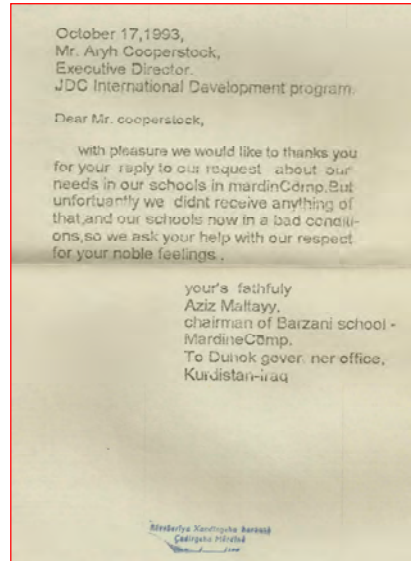 October 17,1993,
Mr. Aryh Cooperstock,
Executive Director.
JDC International Development program.
Dear Mr. cooperstock,
with pleasure we would like to thanks you
for your reply to our request about our
needs in our schools in mardinComp.But
unfortuantly we didnt receive anything of
that,and our schools now in a bad conditi-
ons,so we ask your help with our respect
for your noble feelings .
your's fathfuly
Aziz Mattayy.
chairman of Barzani school -
MardineComp.
To Duhok gover ner office,
Kurdistan-iraq